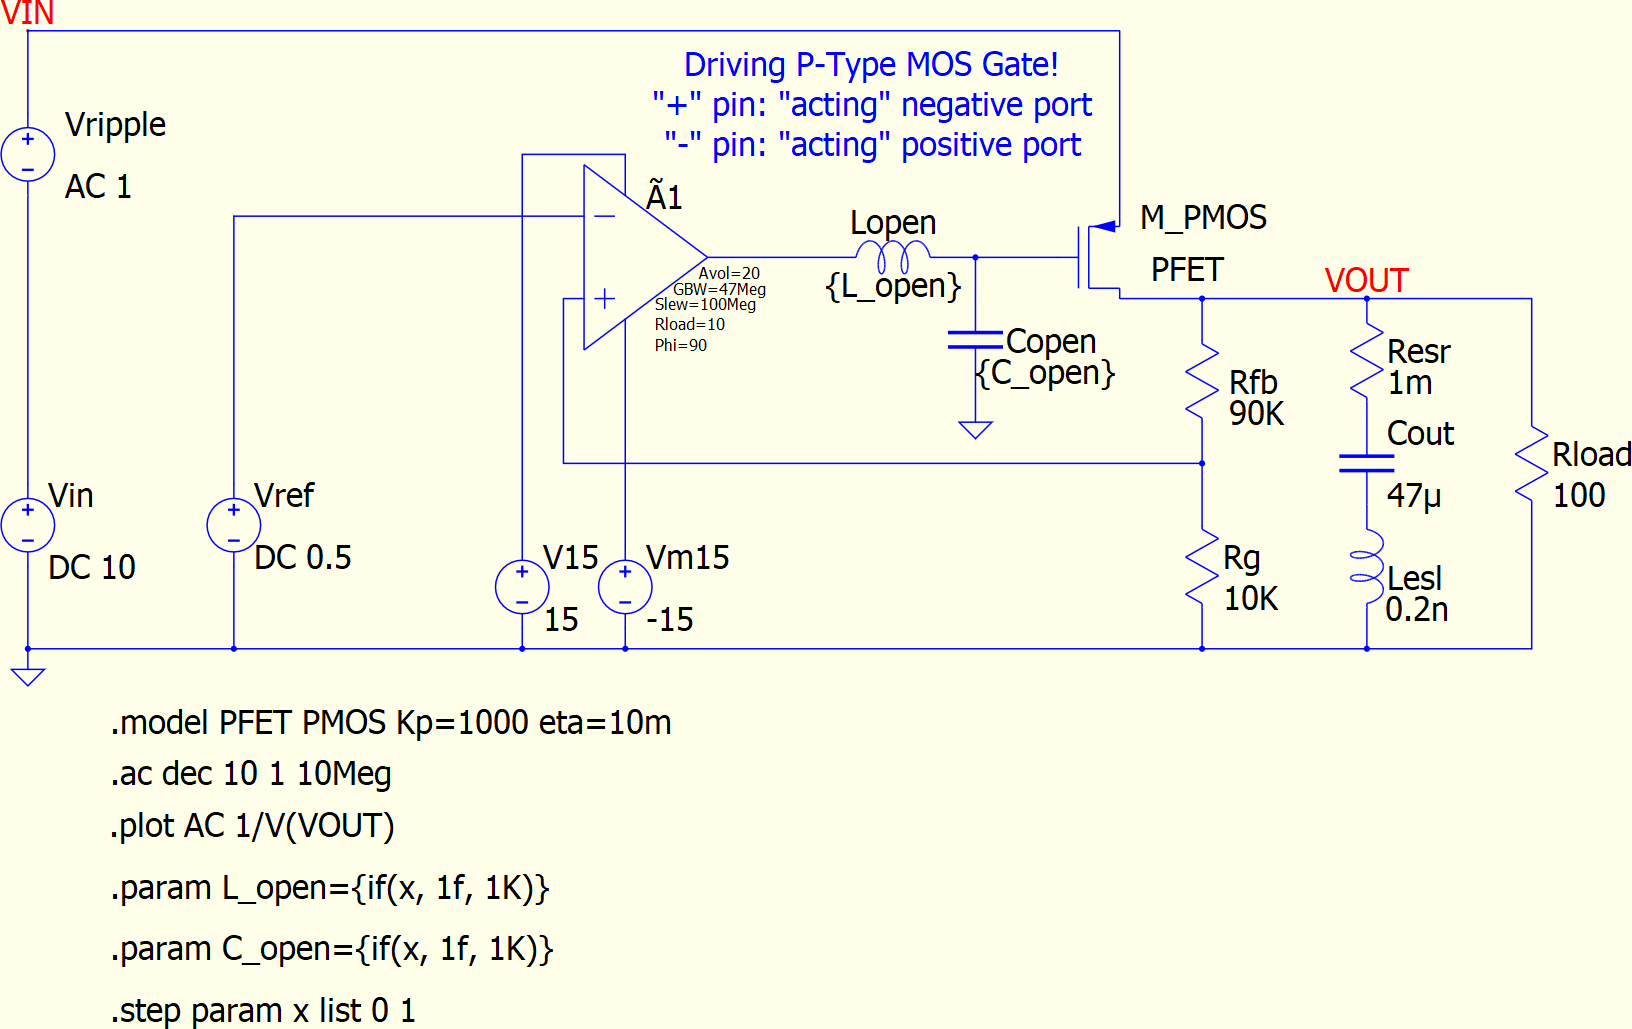 VIN
Driving P-Type MOS Gate!
"+" pin: "acting" negative port
"-" pin: "acting" positive port
Vripple
AC 1
Ã1
M_PMOS
PFET
Lopen
{L_open}
VOUT
Avol=20
GBW=47Meg
Slew=100Meg
Rload=10
Phi=90
Copen
{C_open}
Rfb
90K
Resr
1m
Cout
47µ
Rload
100
Vin
DC 10
Vref
DC 0.5
V15
15
Vm15
-15
Rg
10K
Lesl
0.2n
.model PFET PMOS Kp=1000 eta=10m
.ac dec 10 1 10Meg
.plot AC 1/V(VOUT)
.param L_open={if(x, 1f, 1K)}
.param C_open={if(x, 1f, 1K)}
.step param x list 0 1